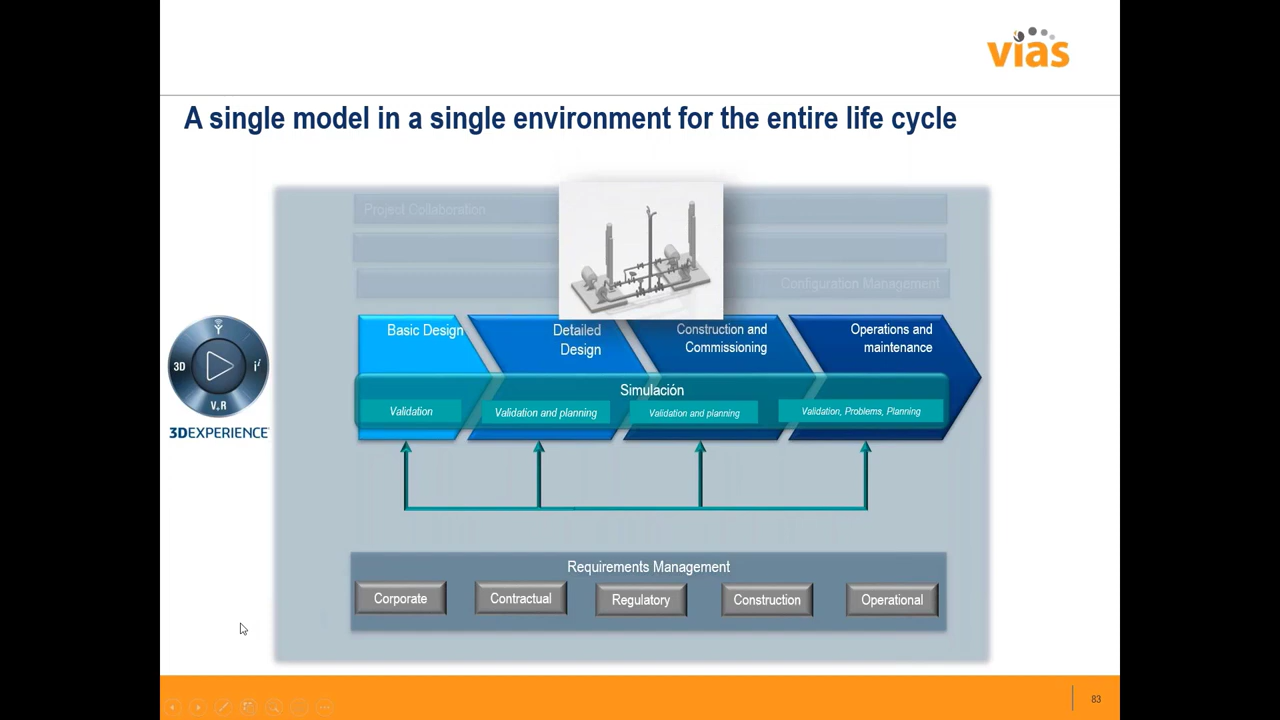 vias
A single model in a single environment for the entire life cycle
Project Collaboration
Configuration Management
Basic Design
Detailed
Design
Construction and
Commissioning
Operations and
maintenance
Simulación
Validation
Validation and planning
Validation and planning
Validation, Problems, Planning
3D
i
V.R
3DEXPERIENCE
Requirements Management
Corporate
Contractual
Regulatory
Construction
Operational
83